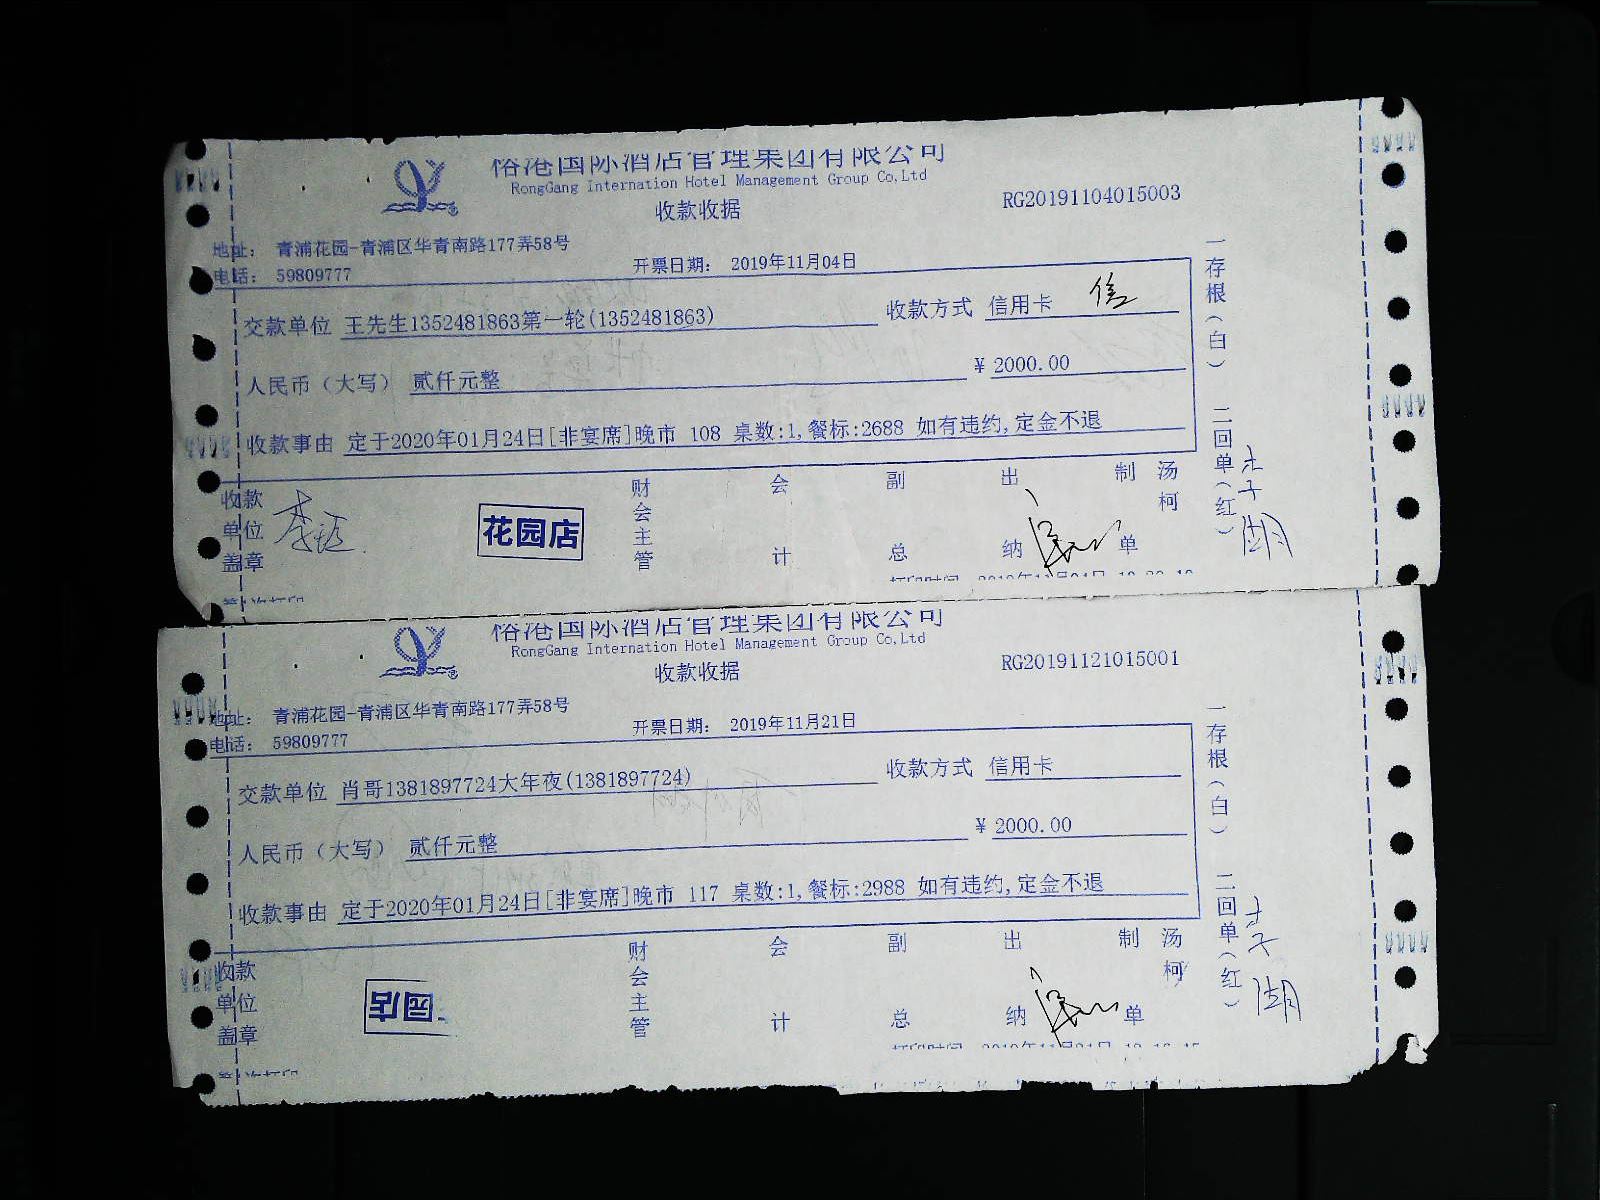 裕港国际酒店管理集团有限公司
RongGang Internation Hotel Management Group Co,Ltd
收款收据
RG20191104015003
地址： 青浦花园-青浦区华青南路177弄58号
电话： 59809777
开票日期： 2019年11月04日
交款单位 王先生1352481863第一轮(1352481863)
收款方式 信用卡 信
人民币（大写） 贰仟元整
¥ 2000.00
收款事由 定于2020年01月24日[非宴席]晚市 108 桌数:1,餐标:2688 如有违约,定金不退
收款单位盖章
花园店
财会主管
会计
副总
出纳
制单
汤柯
一存根（白） 二回单（红）
裕港国际酒店管理集团有限公司
RongGang Internation Hotel Management Group Co,Ltd
收款收据
RG20191121015001
地址： 青浦花园-青浦区华青南路177弄58号
电话： 59809777
开票日期： 2019年11月21日
交款单位 肖哥1381897724大年夜(1381897724)
收款方式 信用卡
人民币（大写） 贰仟元整
¥ 2000.00
收款事由 定于2020年01月24日[非宴席]晚市 117 桌数:1,餐标:2988 如有违约,定金不退
收款单位盖章
园店
财会主管
会计
副总
出纳
制单
汤柯
一存根（白） 二回单（红）